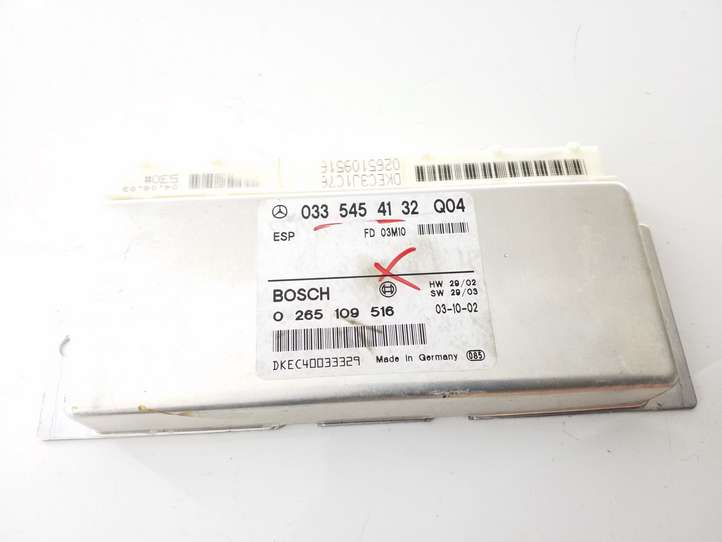 0265109516
DKEC3J1C76
033 545 41 32 Q04
ESP FD 03M10
BOSCH HW 29/02
SW 29/03
0 265 109 516 03-10-02
DKEC40033329 Made in Germany 085